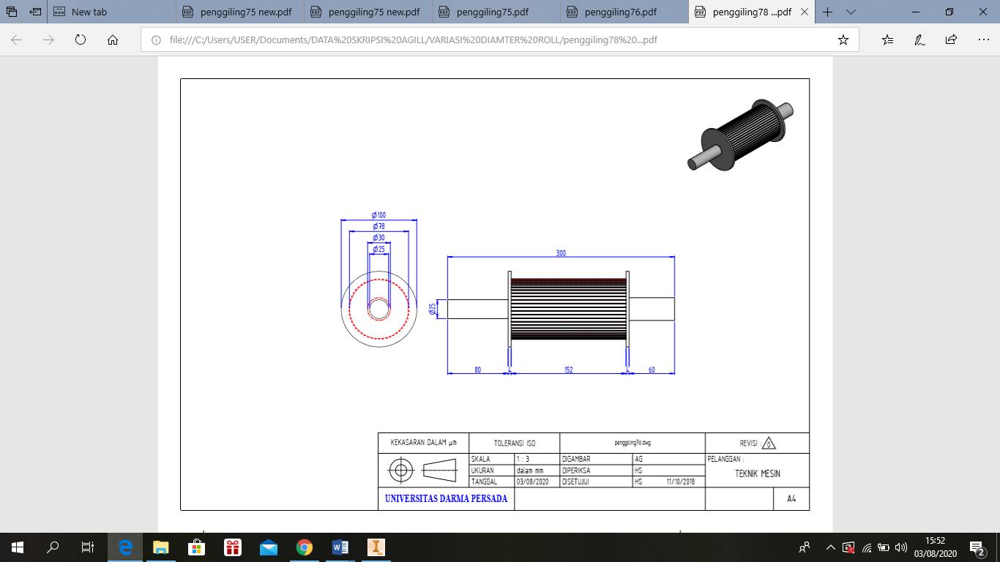 New tab
penggiling75 new.pdf
penggiling75 new.pdf
penggiling75.pdf
penggiling76.pdf
penggiling78 ...pdf
file:///C:/Users/USER/Documents/DATA%20SKRIPSI%20AGILL/VARIASI%20DIAMTER%20ROLL/penggiling78%20...pdf
Ø100
Ø78
Ø30
Ø25
300
Ø25
80
4
152
4
60
KEKASARAN DALAM µm
TOLERANSI ISO
REVISI : 0
SKALA 1 : 3 DIGAMBAR AG
UKURAN dalam mm DIPERIKSA HS
TANGGAL 03/08/2020 DISETUJUI HS 11/10/2018
PELANGGAN :
TEKNIK MESIN
UNIVERSITAS DARMA PERSADA
A4
15:52
03/08/2020
2